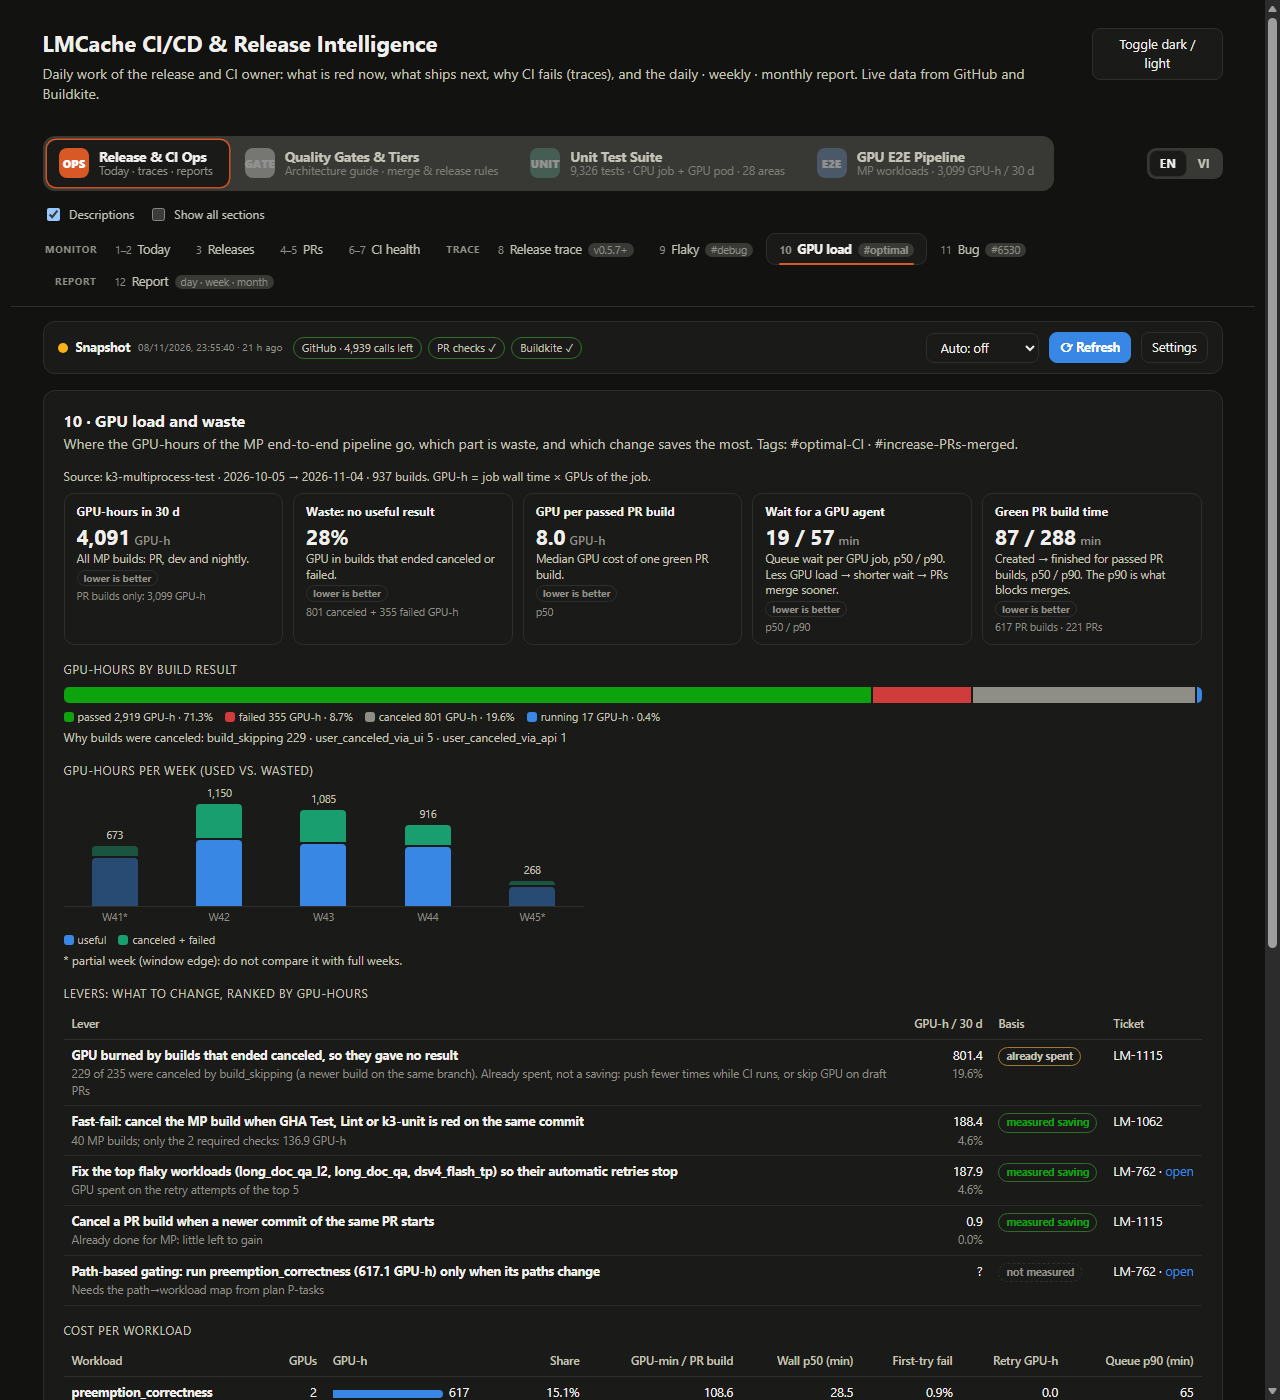 LMCache CI/CD & Release Intelligence
Daily work of the release and CI owner: what is red now, what ships next, why CI fails (traces), and the daily · weekly · monthly report. Live data from GitHub and
Buildkite.
Toggle dark /
light
OPS
Release & CI Ops
Today · traces · reports
GATE
Quality Gates & Tiers
Architecture guide · merge & release rules
UNIT
Unit Test Suite
9,326 tests · CPU job + GPU pod · 28 areas
E2E
GPU E2E Pipeline
MP workloads · 3,099 GPU-h / 30 d
EN VI
Descriptions Show all sections
MONITOR 1–2 Today 3 Releases 4–5 PRs 6–7 CI health TRACE 8 Release trace v0.5.7+ 9 Flaky #debug 10 GPU load #optimal 11 Bug #6530
REPORT 12 Report day · week · month
Snapshot 08/11/2026, 23:55:40 · 21 h ago GitHub · 4,939 calls left PR checks ✓ Buildkite ✓ Auto: off ⟳ Refresh Settings
10 · GPU load and waste
Where the GPU-hours of the MP end-to-end pipeline go, which part is waste, and which change saves the most. Tags: #optimal-CI · #increase-PRs-merged.
Source: k3-multiprocess-test · 2026-10-05 → 2026-11-04 · 937 builds. GPU-h = job wall time × GPUs of the job.
GPU-hours in 30 d
4,091 GPU-h
All MP builds: PR, dev and nightly.
lower is better
PR builds only: 3,099 GPU-h
Waste: no useful result
28%
GPU in builds that ended canceled or
failed.
lower is better
801 canceled + 355 failed GPU-h
GPU per passed PR build
8.0 GPU-h
Median GPU cost of one green PR
build.
lower is better
p50
Wait for a GPU agent
19 / 57 min
Queue wait per GPU job, p50 / p90.
Less GPU load → shorter wait → PRs
merge sooner.
lower is better
p50 / p90
Green PR build time
87 / 288 min
Created → finished for passed PR
builds, p50 / p90. The p90 is what
blocks merges.
lower is better
617 PR builds · 221 PRs
GPU-HOURS BY BUILD RESULT
passed 2,919 GPU-h · 71.3% failed 355 GPU-h · 8.7% canceled 801 GPU-h · 19.6% running 17 GPU-h · 0.4%
Why builds were canceled: build_skipping 229 · user_canceled_via_ui 5 · user_canceled_via_api 1
GPU-HOURS PER WEEK (USED VS. WASTED)
673 1,150 1,085 916 268
W41* W42 W43 W44 W45*
useful canceled + failed
* partial week (window edge): do not compare it with full weeks.
LEVERS: WHAT TO CHANGE, RANKED BY GPU-HOURS
Lever GPU-h / 30 d Basis Ticket
GPU burned by builds that ended canceled, so they gave no result 801.4 already spent LM-1115
229 of 235 were canceled by build_skipping (a newer build on the same branch). Already spent, not a saving: push fewer times while CI runs, or skip GPU on draft 19.6%
PRs
Fast-fail: cancel the MP build when GHA Test, Lint or k3-unit is red on the same commit 188.4 measured saving LM-1062
40 MP builds; only the 2 required checks: 136.9 GPU-h 4.6%
Fix the top flaky workloads (long_doc_qa_l2, long_doc_qa, dsv4_flash_tp) so their automatic retries stop 187.9 measured saving LM-762 · open
GPU spent on the retry attempts of the top 5 4.6%
Cancel a PR build when a newer commit of the same PR starts 0.9 measured saving LM-1115
Already done for MP: little left to gain 0.0%
Path-based gating: run preemption_correctness (617.1 GPU-h) only when its paths change ? not measured LM-762 · open
Needs the path→workload map from plan P-tasks
COST PER WORKLOAD
Workload GPUs GPU-h Share GPU-min / PR build Wall p50 (min) First-try fail Retry GPU-h Queue p90 (min)
preemption_correctness 2 617 15.1% 108.6 28.5 0.9% 0.0 65